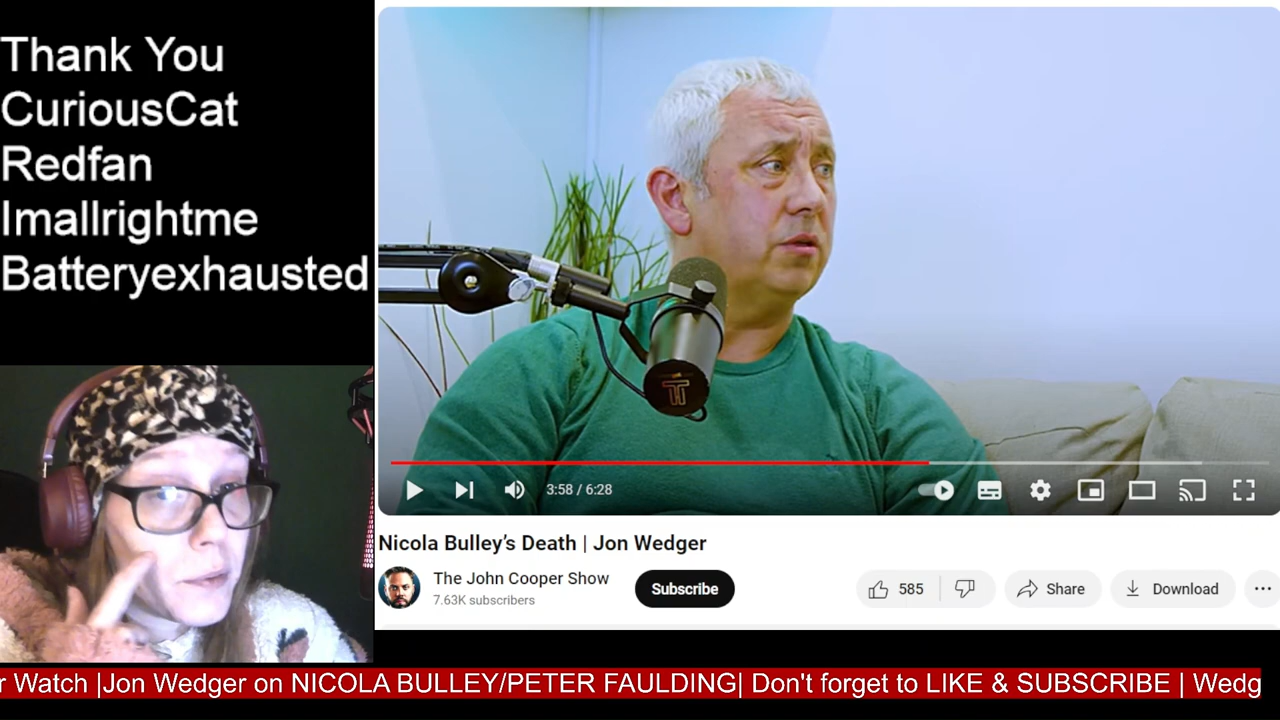 Thank You
CuriousCat
Redfan
Imallrightme
Batteryexhausted
3:58 / 6:28
Nicola Bulley's Death | Jon Wedger
The John Cooper Show
7.63K subscribers
Subscribe
585
Share
Download
r Watch |Jon Wedger on NICOLA BULLEY/PETER FAULDING| Don't forget to LIKE & SUBSCRIBE | Wedg